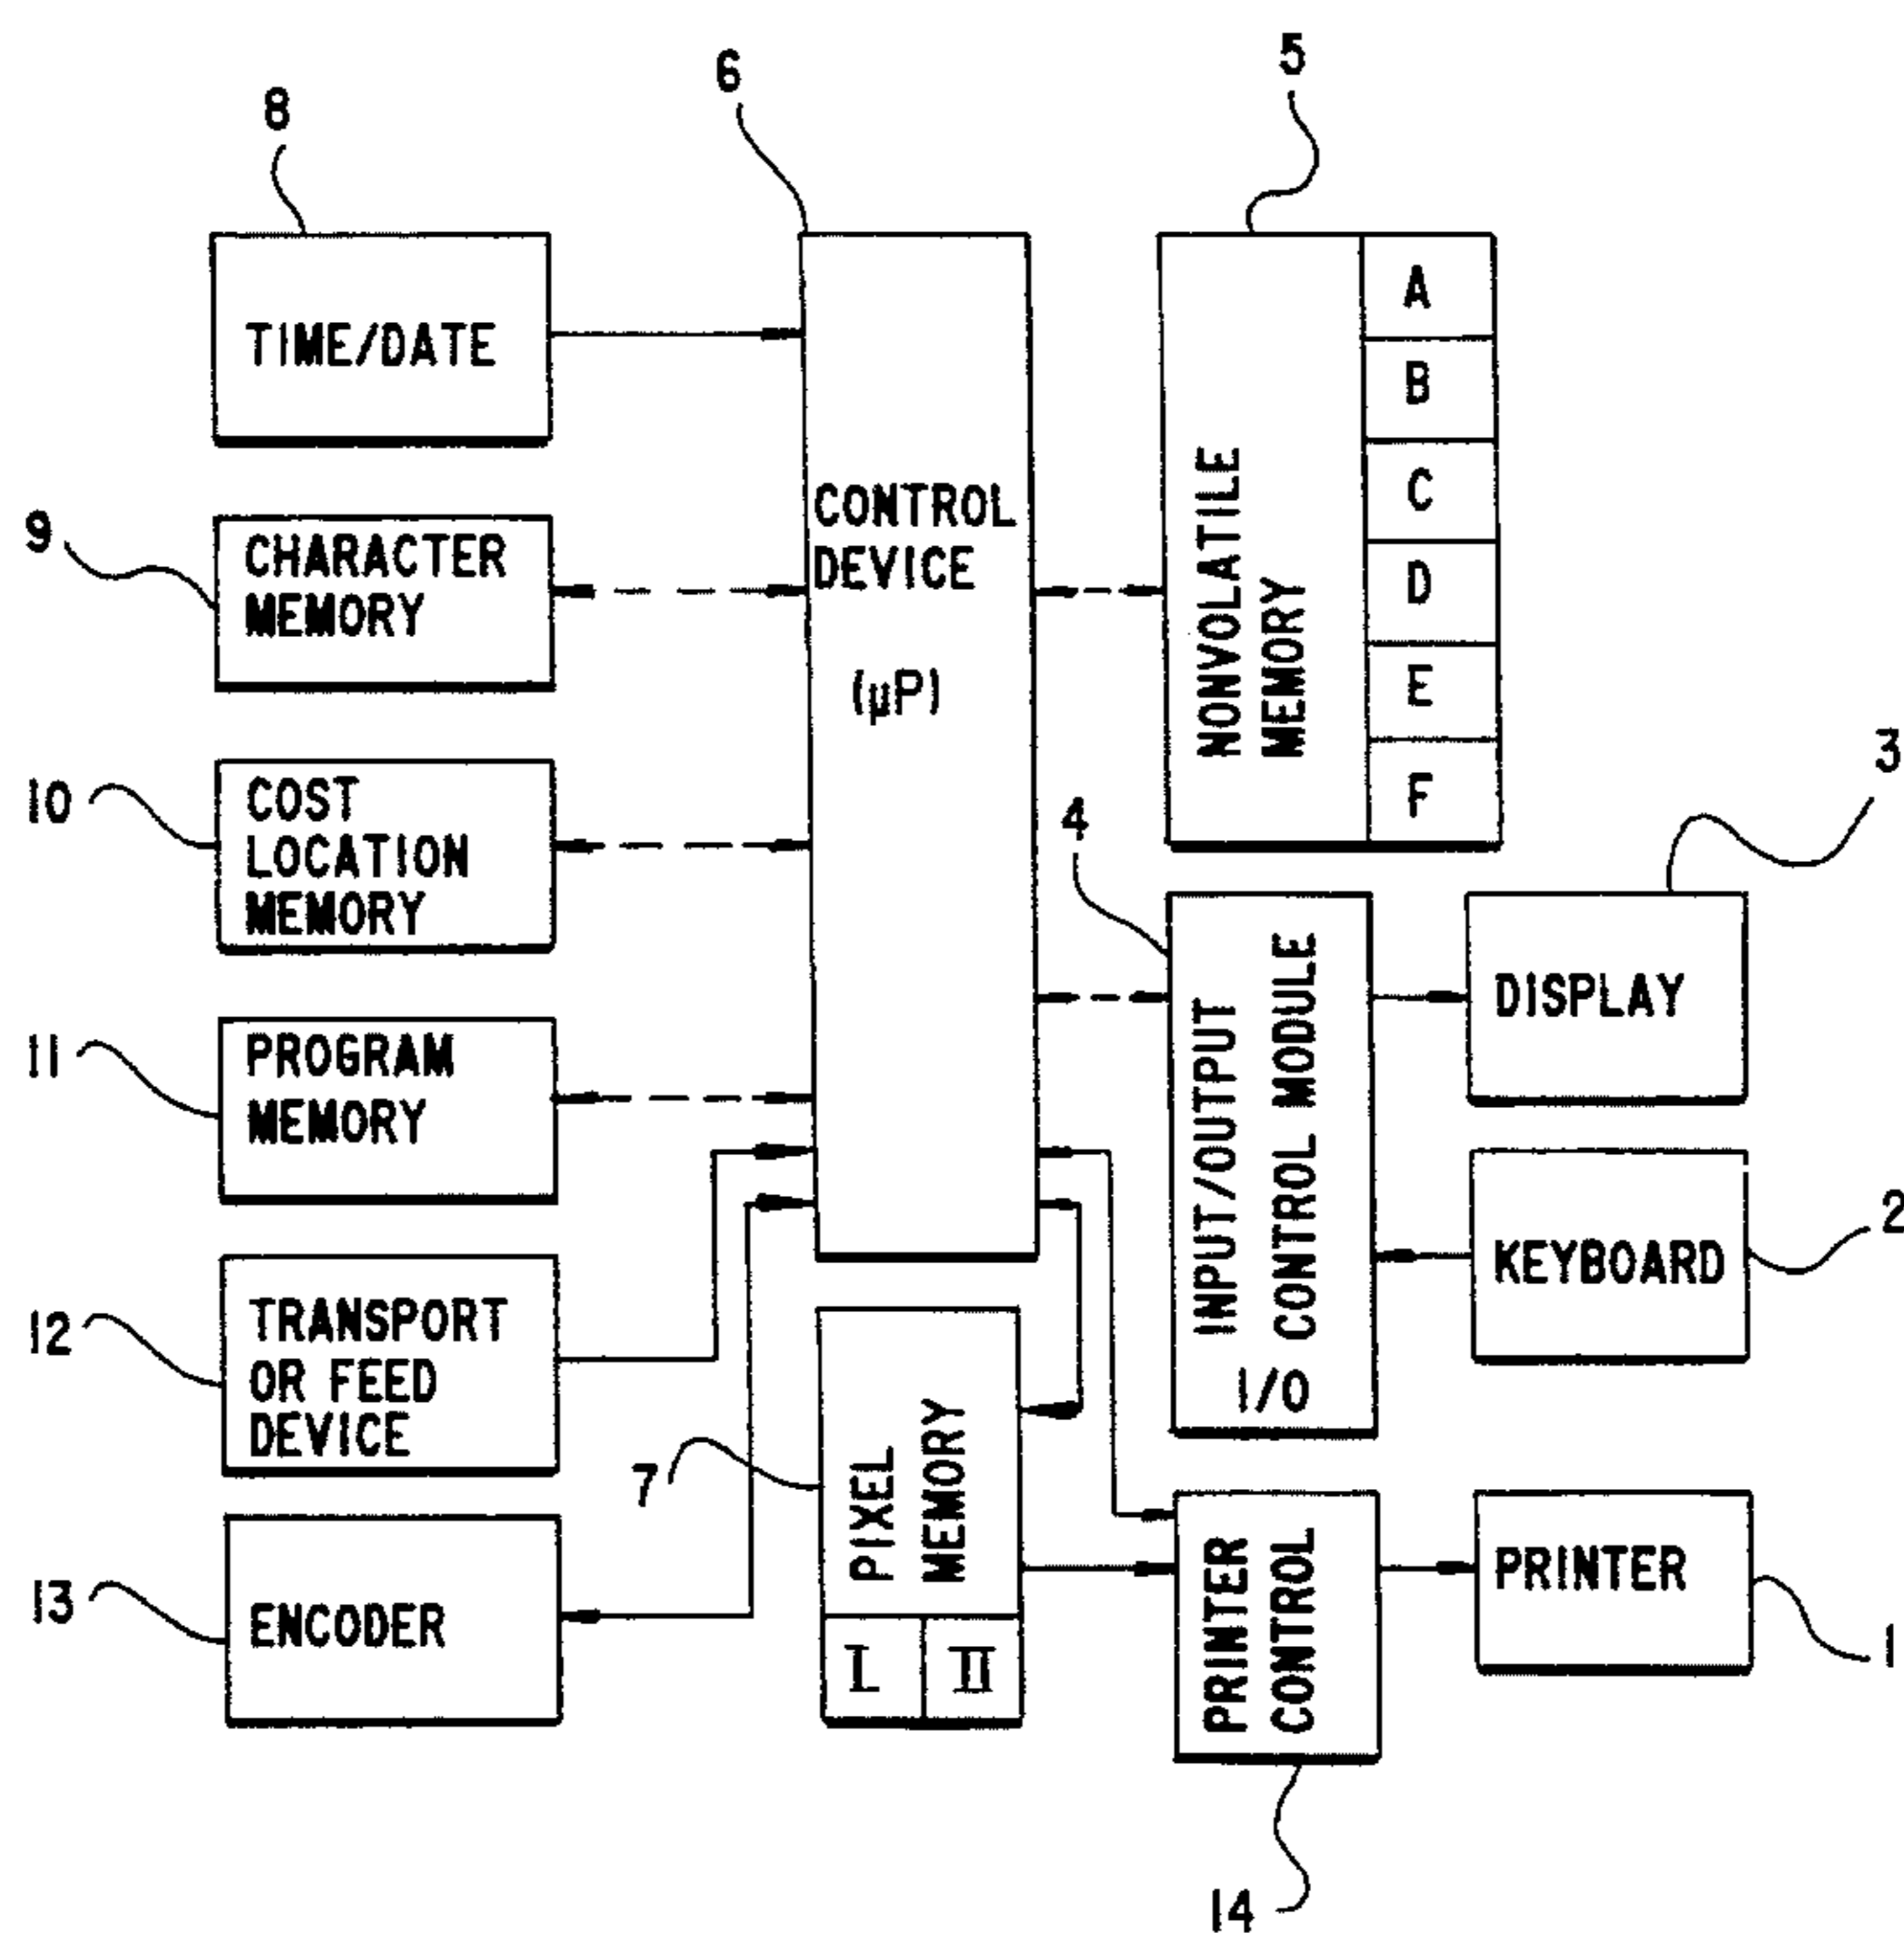 8
6
5
TIME/DATE
9
CHARACTER
MEMORY
10
COST
LOCATION
MEMORY
11
PROGRAM
MEMORY
12
TRANSPORT
OR FEED
DEVICE
13
ENCODER
CONTROL
DEVICE
(µP)
7
PIXEL
MEMORY
I
II
NONVOLATILE
MEMORY
A
B
C
D
E
F
4
INPUT/OUTPUT
CONTROL MODULE
I/O
3
DISPLAY
2
KEYBOARD
PRINTER
CONTROL
14
PRINTER
1